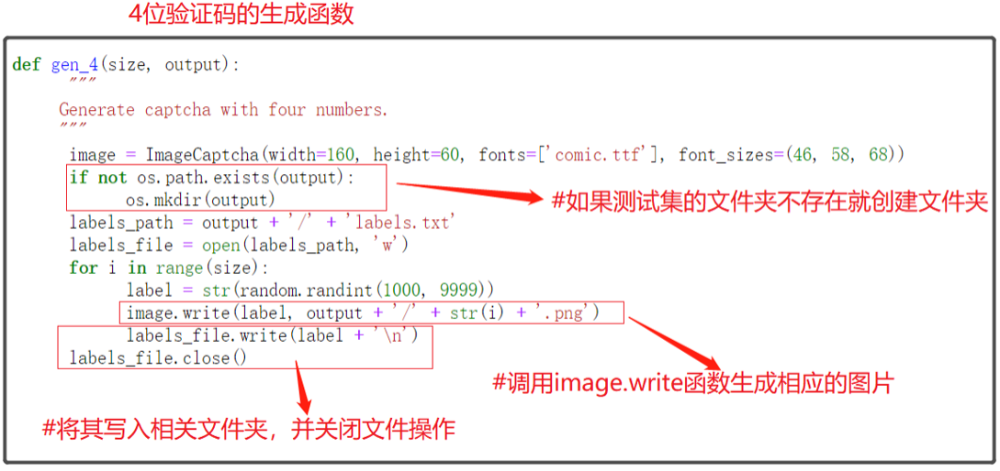 4位验证码的生成函数
def gen_4(size, output):
"""
Generate captcha with four numbers.
"""
image = ImageCaptcha(width=160, height=60, fonts=['comic.ttf'], font_sizes=(46, 58, 68))
if not os.path.exists(output):
os.mkdir(output)
#如果测试集的文件夹不存在就创建文件夹
labels_path = output + '/' + 'labels.txt'
labels_file = open(labels_path, 'w')
for i in range(size):
label = str(random.randint(1000, 9999))
image.write(label, output + '/' + str(i) + '.png')
labels_file.write(label + '\n')
labels_file.close()
#调用image.write函数生成相应的图片
#将其写入相关文件夹，并关闭文件操作